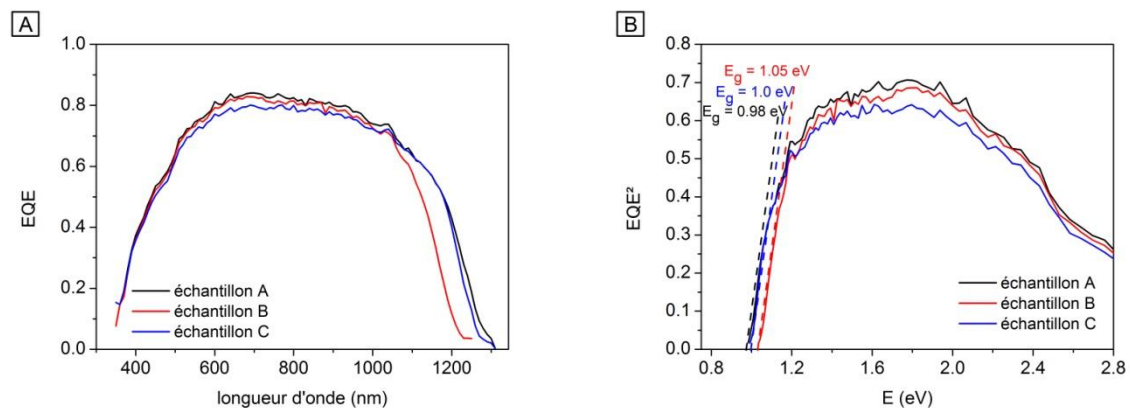 A
EQE
1.0
0.8
0.6
0.4
0.2
0.0
400
600
800
1000
1200
longueur d'onde (nm)
échantillon A
échantillon B
échantillon C
B
EQE²
0.8
0.7
0.6
0.5
0.4
0.3
0.2
0.1
0.0
0.8
1.2
1.6
2.0
2.4
2.8
E (eV)
E_g = 1.05 eV
E_g = 1.0 eV
E_g = 0.98 eV
échantillon A
échantillon B
échantillon C